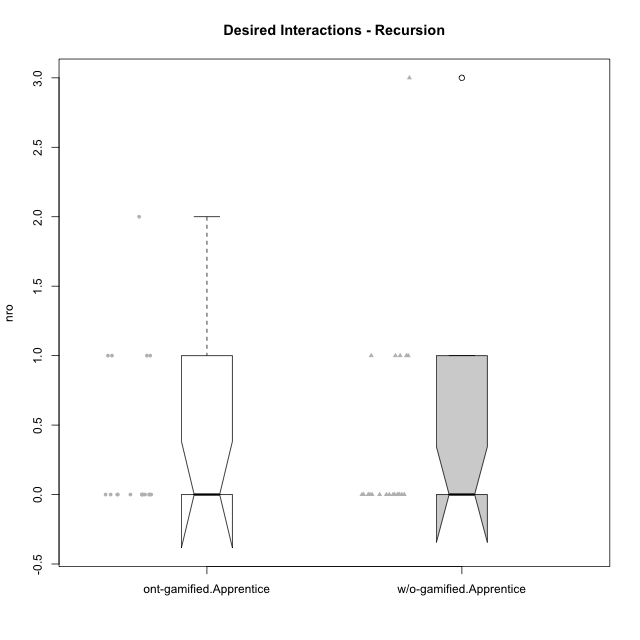 Desired Interactions - Recursion
3.0
2.5
2.0
1.5
1.0
0.5
0.0
-0.5
nro
ont-gamified.Apprentice
w/o-gamified.Apprentice